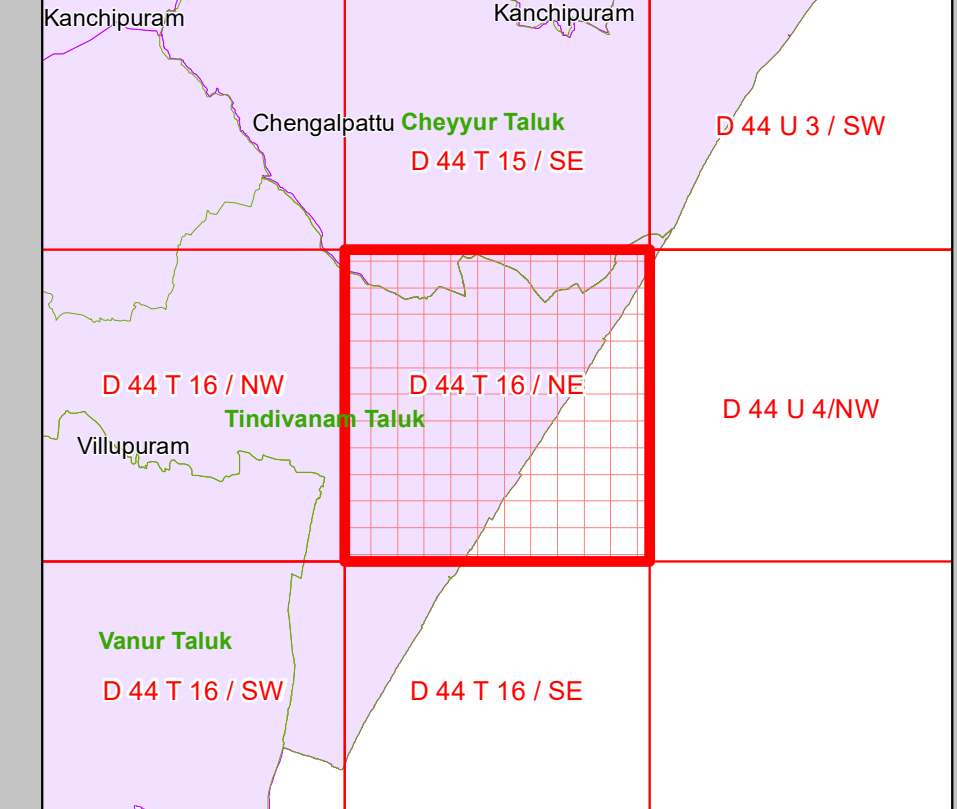 Kanchipuram
Kanchipuram
Chengalpattu
Cheyyur Taluk
D 44 U 3 / SW
D 44 T 15 / SE
D 44 T 16 / NW
D 44 T 16 / NE
D 44 U 4/NW
Tindivanam Taluk
Villupuram
Vanur Taluk
D 44 T 16 / SW
D 44 T 16 / SE